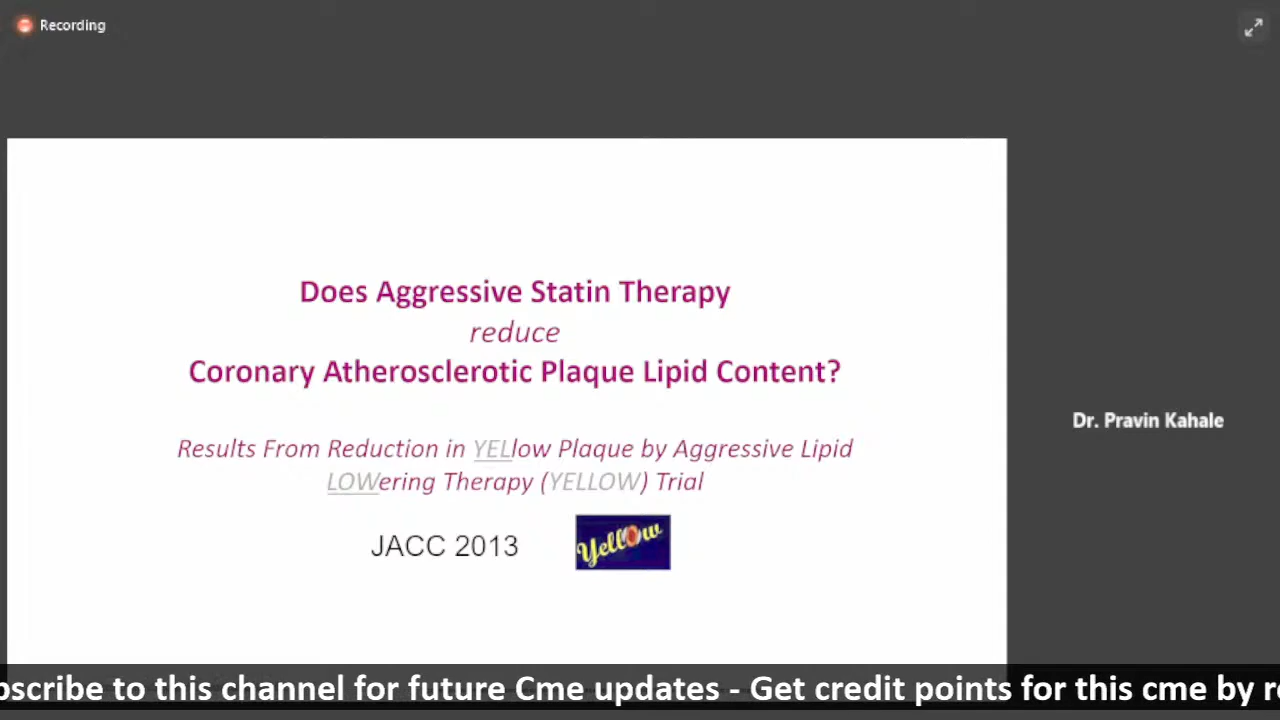 Recording
Does Aggressive Statin Therapy
reduce
Coronary Atherosclerotic Plaque Lipid Content?
Results From Reduction in YELlow Plaque by Aggressive Lipid
LOWering Therapy (YELLOW) Trial
JACC 2013
Yellow
Dr. Pravin Kahale
scribe to this channel for future Cme updates - Get credit points for this cme by